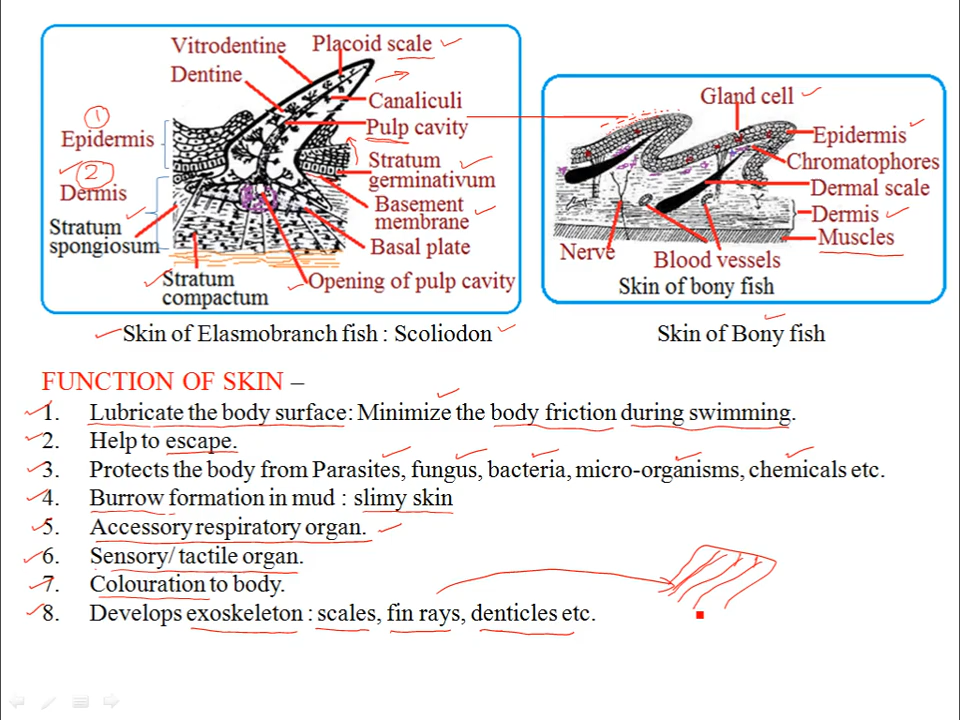 Vitrodentine
Placoid scale
Dentine
Canaliculi
1
Pulp cavity
Epidermis
Stratum
germinativum
2
Dermis
Basement
membrane
Stratum
spongiosum
Basal plate
Stratum
compactum
Opening of pulp cavity
Skin of Elasmobranch fish : Scoliodon
Gland cell
Epidermis
Chromatophores
Dermal scale
Dermis
Muscles
Nerve
Blood vessels
Skin of bony fish
Skin of Bony fish
FUNCTION OF SKIN –
1. Lubricate the body surface: Minimize the body friction during swimming.
2. Help to escape.
3. Protects the body from Parasites, fungus, bacteria, micro-organisms, chemicals etc.
4. Burrow formation in mud : slimy skin
5. Accessory respiratory organ.
6. Sensory/ tactile organ.
7. Colouration to body.
8. Develops exoskeleton : scales, fin rays, denticles etc.